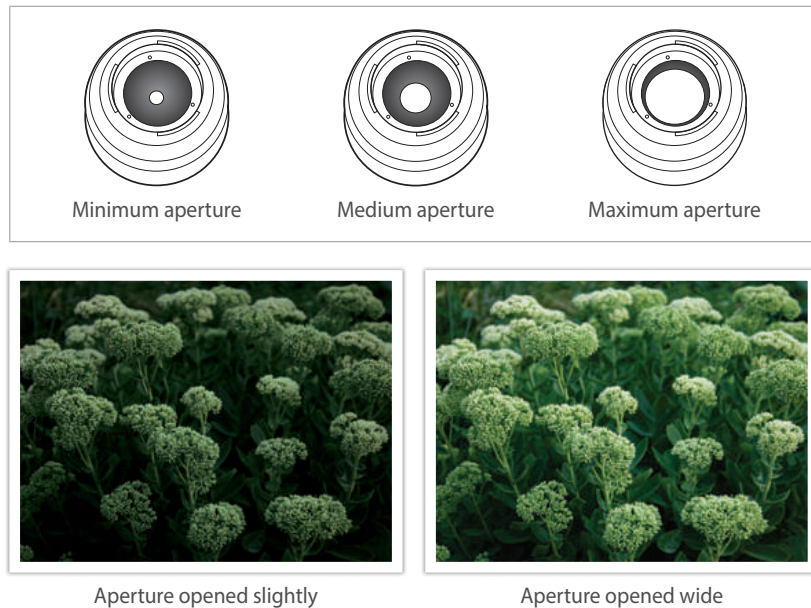 Minimum aperture
Medium aperture
Maximum aperture
Aperture opened slightly
Aperture opened wide